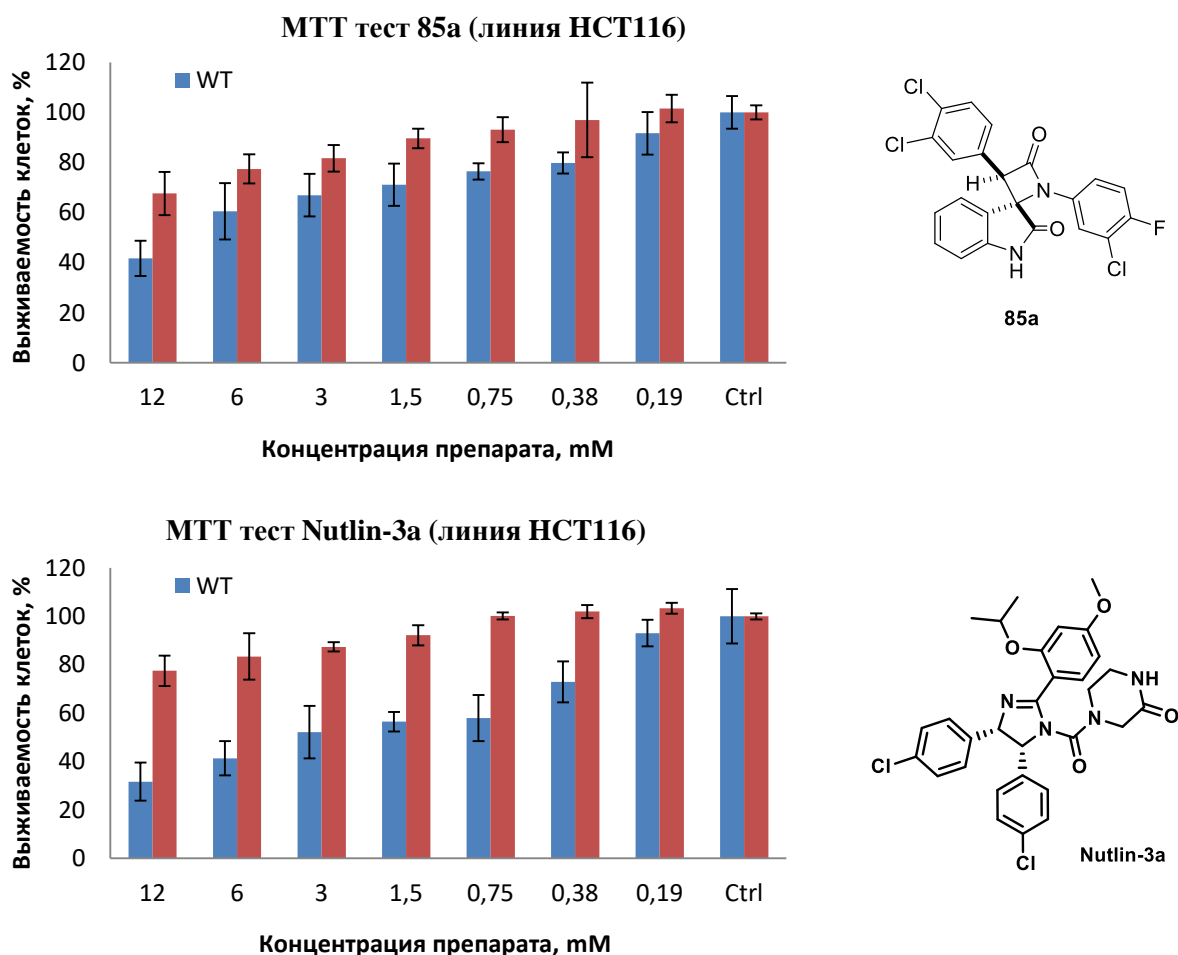 МТТ тест 85a (линия HCT116)
120
100
80
60
40
20
0
Выживаемость клеток, %
WT
12 6 3 1,5 0,75 0,38 0,19 Ctrl
Концентрация препарата, mM
Cl
Cl
O
H
N
O
N
H
F
Cl
85a
МТТ тест Nutlin-3a (линия HCT116)
120
100
80
60
40
20
0
Выживаемость клеток, %
WT
12 6 3 1,5 0,75 0,38 0,19 Ctrl
Концентрация препарата, mM
O
O
N
N
NH
N
O
O
Cl
Cl
Nutlin-3a